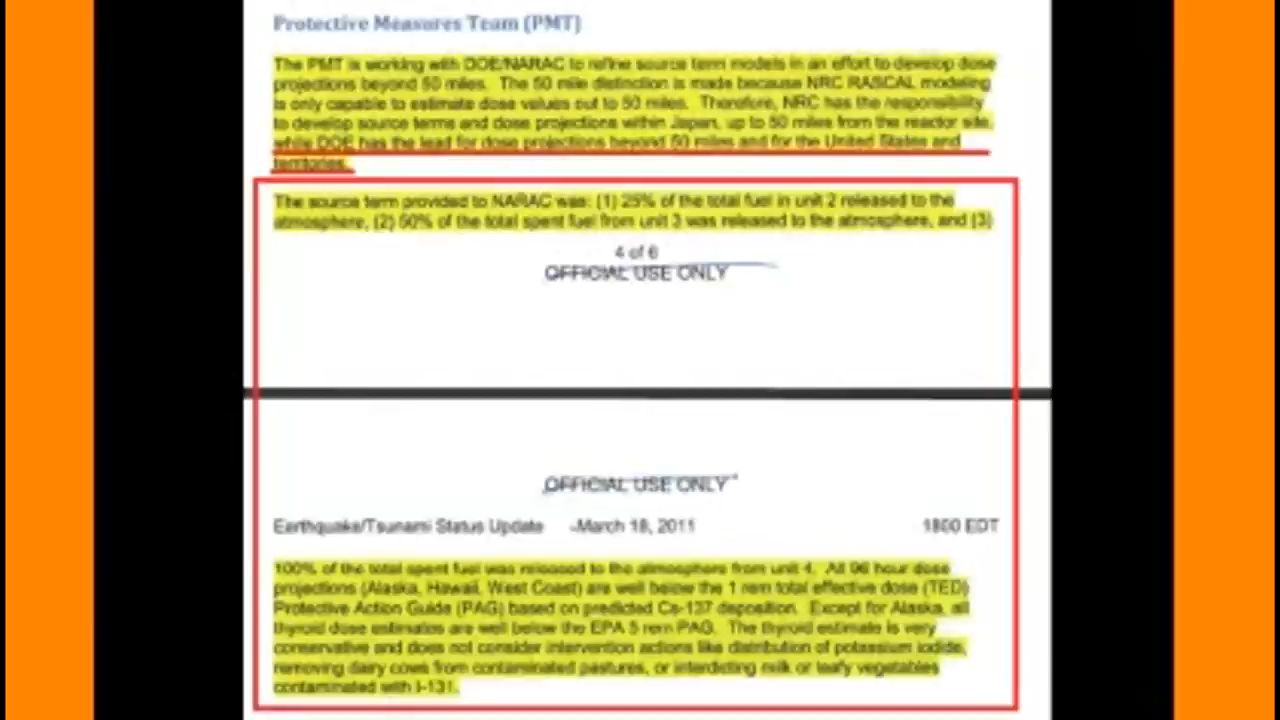 Protective Measures Team (PMT)
The PMT is working with DOE/NARAC to refine source term models in an effort to develop dose
projections beyond 50 miles. The 50 mile distinction is made because NRC RASCAL modeling
is only capable to estimate dose values out to 50 miles. Therefore, NRC has the responsibility
to develop source terms and dose projections within Japan, up to 50 miles from the reactor site,
while DOE has the lead for dose projections beyond 50 miles and for the United States and
territories.
The source term provided to NARAC was: (1) 25% of the total fuel in unit 2 released to the
atmosphere, (2) 50% of the total spent fuel from unit 3 was released to the atmosphere, and (3)
4 of 6
OFFICIAL USE ONLY
OFFICIAL USE ONLY
Earthquake/Tsunami Status Update -March 18, 2011 1800 EDT
100% of the total spent fuel was released to the atmosphere from unit 4. All 96 hour dose
projections (Alaska, Hawaii, West Coast) are well below the 1 rem total effective dose (TED)
Protective Action Guide (PAG) based on predicted Cs-137 deposition. Except for Alaska, all
thyroid dose estimates are well below the EPA 5 rem PAG. The thyroid estimate is very
conservative and does not consider intervention actions like distribution of potassium iodide,
removing dairy cows from contaminated pastures, or interdicting milk or leafy vegetables
contaminated with I-131.